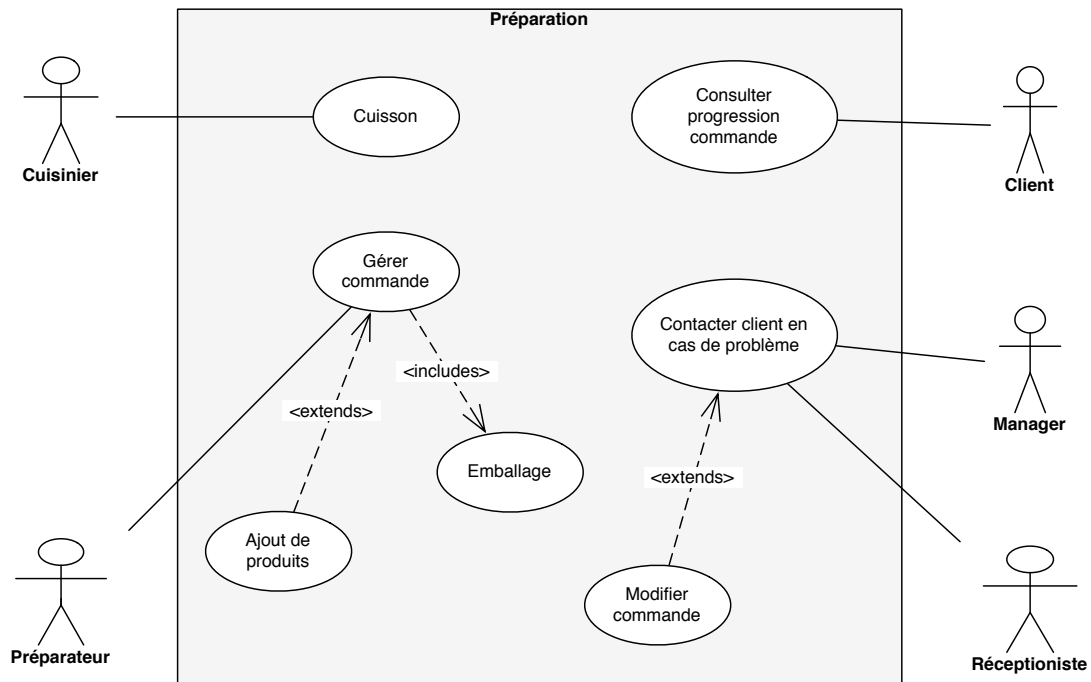 Préparation
Cuisson
Consulter
progression
commande
Cuisinier
Client
Gérer
commande
Contacter client en
cas de problème
<includes>
<extends>
Manager
Emballage
<extends>
Ajout de
produits
Modifier
commande
Préparateur
Réceptioniste